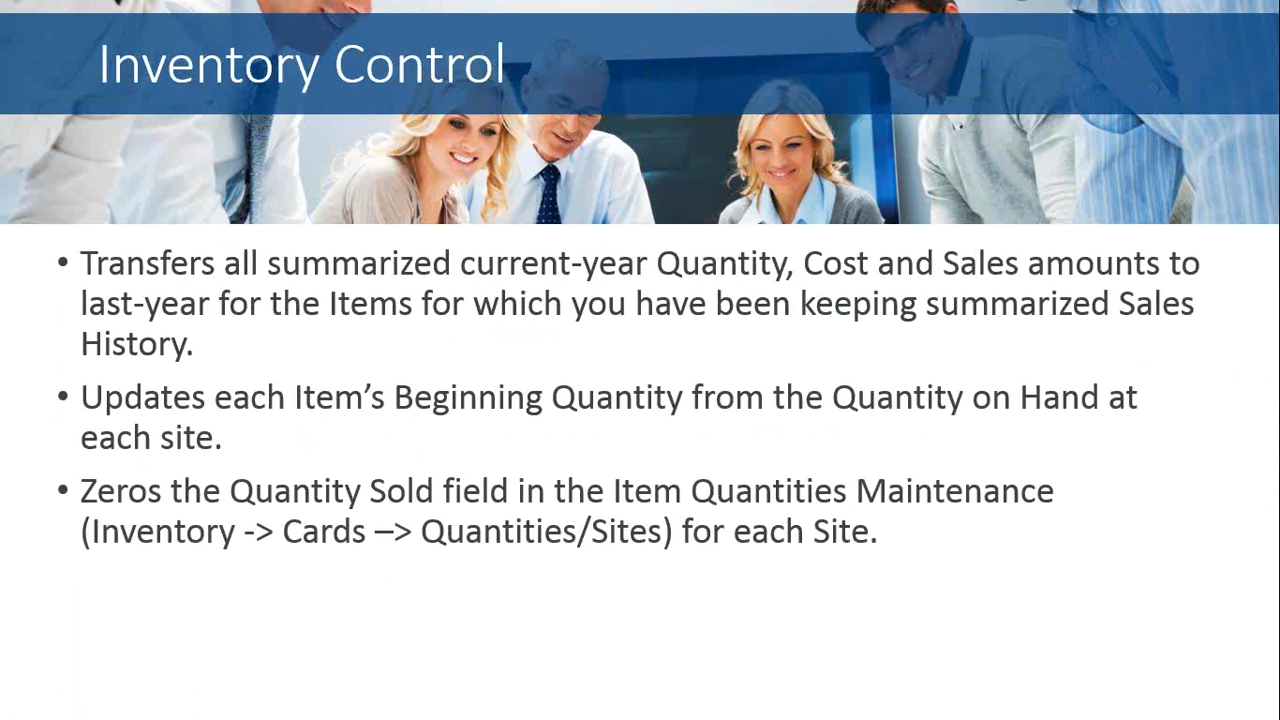 Inventory Control
• Transfers all summarized current-year Quantity, Cost and Sales amounts to
last-year for the Items for which you have been keeping summarized Sales
History.
• Updates each Item’s Beginning Quantity from the Quantity on Hand at
each site.
• Zeros the Quantity Sold field in the Item Quantities Maintenance
(Inventory -> Cards –> Quantities/Sites) for each Site.